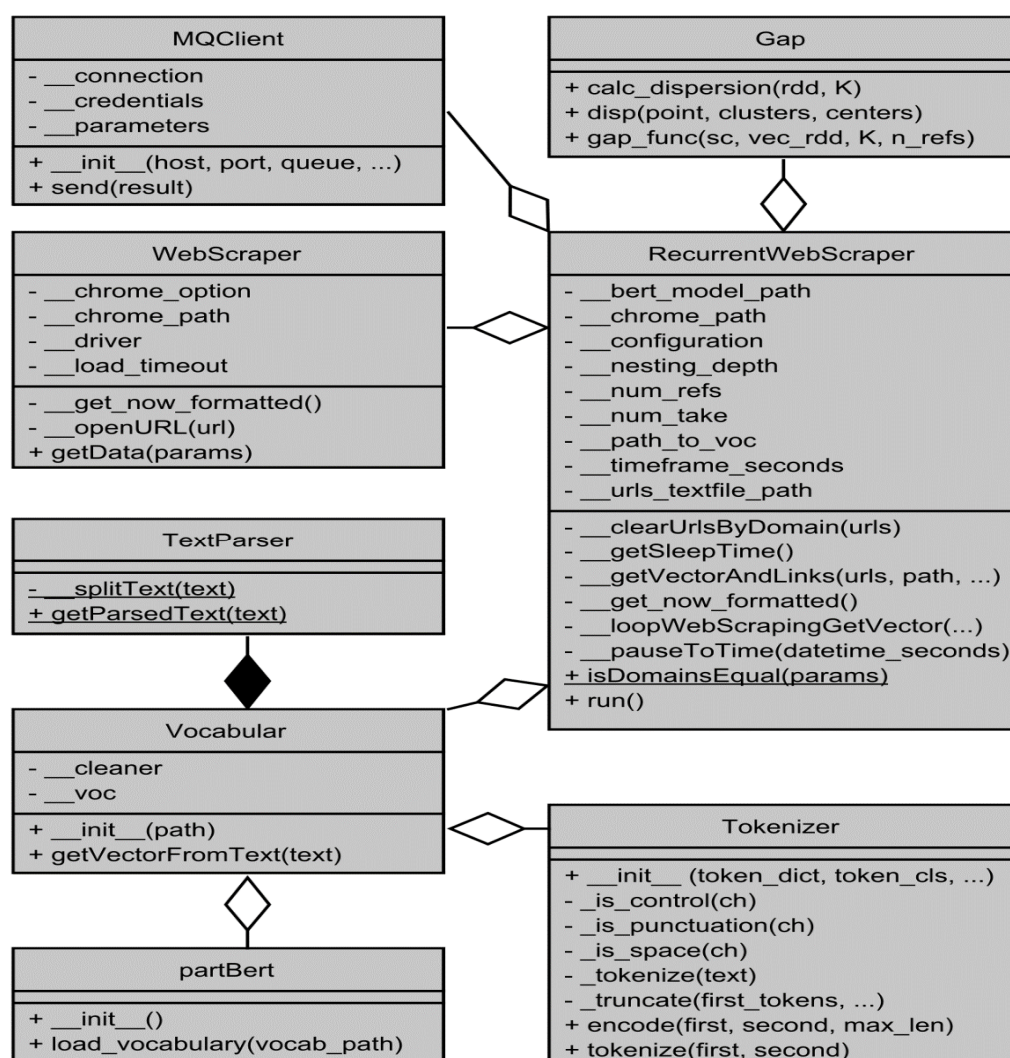 MQClient
- __connection
- __credentials
- __parameters
+ __init__(host, port, queue, ...)
+ send(result)
Gap
+ calc_dispersion(rdd, K)
+ disp(point, clusters, centers)
+ gap_func(sc, vec_rdd, K, n_refs)
WebScraper
- __chrome_option
- __chrome_path
- __driver
- __load_timeout
- __get_now_formatted()
- __openURL(url)
+ getData(params)
RecurrentWebScraper
- __bert_model_path
- __chrome_path
- __configuration
- __nesting_depth
- __num_refs
- __num_take
- __path_to_voc
- __timeframe_seconds
- __urls_textfile_path
- __clearUrlsByDomain(urls)
- __getSleepTime()
- __getVectorAndLinks(urls, path, ...)
- __get_now_formatted()
- __loopWebScrapingGetVector(...)
- __pauseToTime(datetime_seconds)
+ isDomainsEqual(params)
+ run()
TextParser
- __splitText(text)
+ getParsedText(text)
Vocabular
- __cleaner
- __voc
+ __init__(path)
+ getVectorFromText(text)
Tokenizer
+ __init__ (token_dict, token_cls, ...)
- _is_control(ch)
- _is_punctuation(ch)
- _is_space(ch)
- _tokenize(text)
- _truncate(first_tokens, ...)
+ encode(first, second, max_len)
+ tokenize(first, second)
partBert
+ __init__()
+ load_vocabulary(vocab_path)